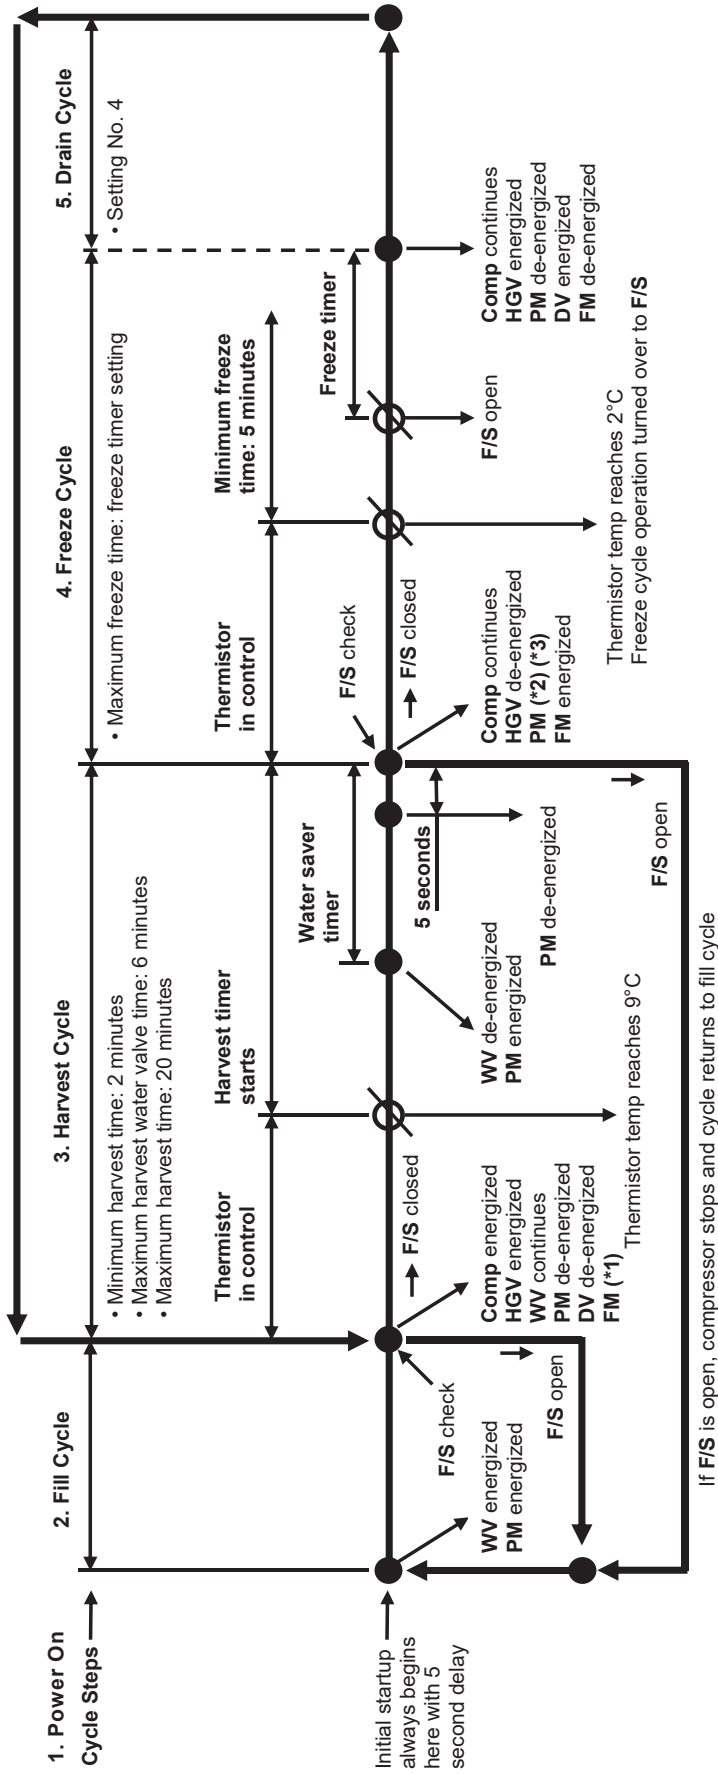 1. Power On
Cycle Steps
2. Fill Cycle
3. Harvest Cycle
4. Freeze Cycle
5. Drain Cycle
• Minimum harvest time: 2 minutes
• Maximum harvest water valve time: 6 minutes
• Maximum harvest time: 20 minutes
• Maximum freeze time: freeze timer setting
• Setting No. 4
Thermistor
in control
Harvest timer
starts
Thermistor
in control
Minimum freeze
time: 5 minutes
Water saver
timer
Freeze timer
Initial startup
always begins
here with 5
second delay
F/S check
F/S closed
F/S check
F/S closed
5 seconds
WV energized
PM energized
F/S open
Comp energized
HGV energized
WV continues
PM de-energized
DV de-energized
FM (*1)
Thermistor temp reaches 9°C
WV de-energized
PM energized
PM de-energized
F/S open
Comp continues
HGV de-energized
PM (*2) (*3)
FM energized
Thermistor temp reaches 2°C
Freeze cycle operation turned over to F/S
F/S open
Comp continues
HGV energized
PM de-energized
DV energized
FM de-energized
If F/S is open, compressor stops and cycle returns to fill cycle